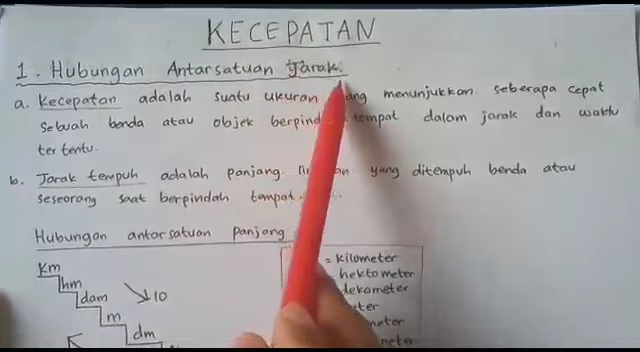 KECEPATAN
1. Hubungan Antarsatuan Jarak.
a. Kecepatan adalah suatu ukuran yang menunjukkan seberapa cepat
sebuah benda atau objek berpindah tempat dalam jarak dan waktu
tertentu.
b. Jarak tempuh adalah panjang lintasan yang ditempuh benda atau
seseorang saat berpindah tempat.
Hubungan antarsatuan panjang
km
hm
dam
m
dm
10
= kilometer
hektometer
dekameter